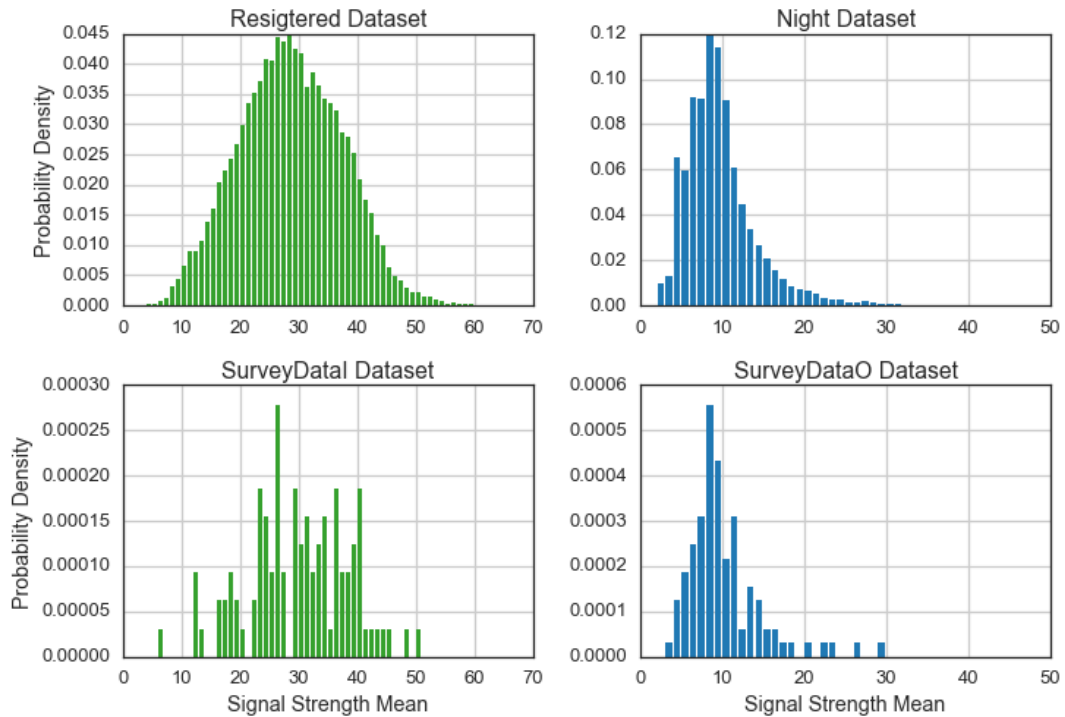 Resigtered Dataset
Probability Density
0.045
0.040
0.035
0.030
0.025
0.020
0.015
0.010
0.005
0.000
0 10 20 30 40 50 60 70
Night Dataset
0.12
0.10
0.08
0.06
0.04
0.02
0.00
0 10 20 30 40 50
SurveyDataI Dataset
Probability Density
0.00030
0.00025
0.00020
0.00015
0.00010
0.00005
0.00000
0 10 20 30 40 50 60 70
Signal Strength Mean
SurveyDataO Dataset
0.0006
0.0005
0.0004
0.0003
0.0002
0.0001
0.0000
0 10 20 30 40 50
Signal Strength Mean